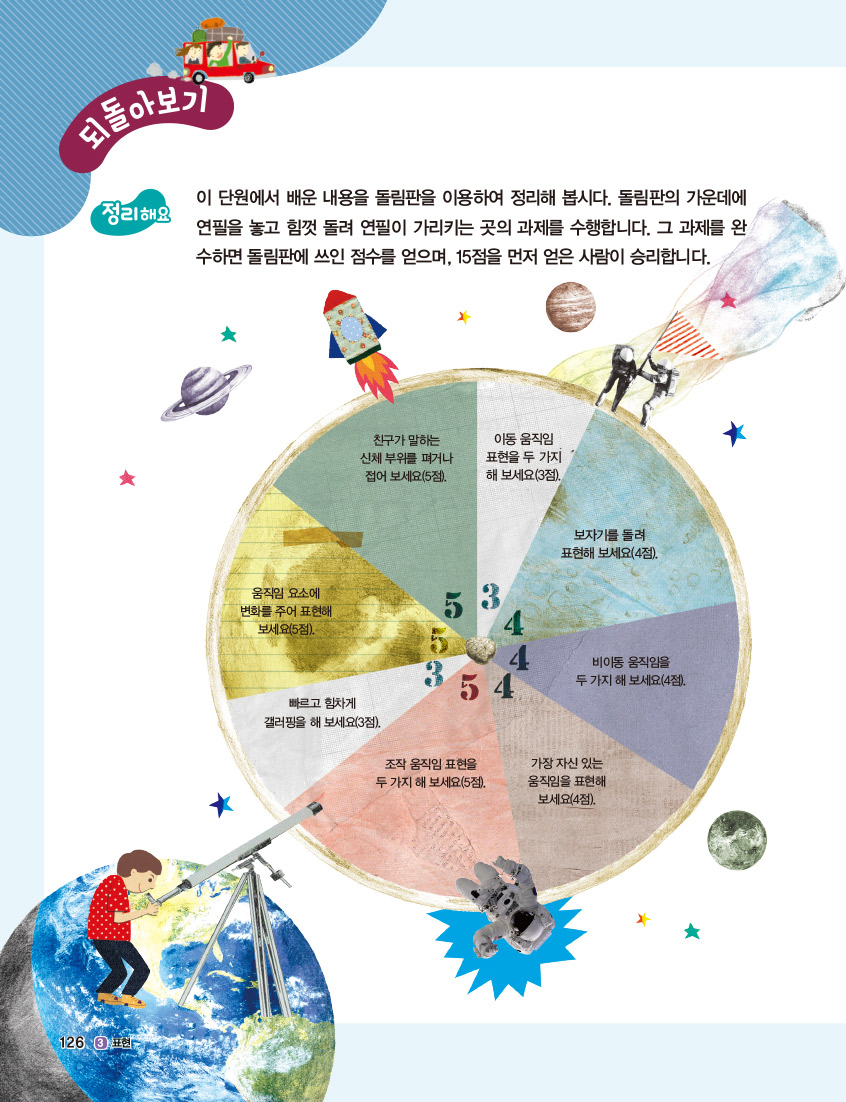 되돌아보기
정리해요
이 단원에서 배운 내용을 돌림판을 이용하여 정리해 봅시다. 돌림판의 가운데에
연필을 놓고 힘껏 돌려 연필이 가리키는 곳의 과제를 수행합니다. 그 과제를 완
수하면 돌림판에 쓰인 점수를 얻으며, 15점을 먼저 얻은 사람이 승리합니다.
친구가 말하는
신체 부위를 펴거나
접어 보세요(5점).
이동 움직임
표현을 두 가지
해 보세요(3점).
보자기를 돌려
표현해 보세요(4점).
움직임 요소에
변화를 주어 표현해
보세요(5점).
비이동 움직임을
두 가지 해 보세요(4점).
빠르고 힘차게
갤러핑을 해 보세요(3점).
조작 움직임 표현을
두 가지 해 보세요(5점).
가장 자신 있는
움직임을 표현해
보세요(4점).
5
3
4
5
4
3
5
4
126 3 표현